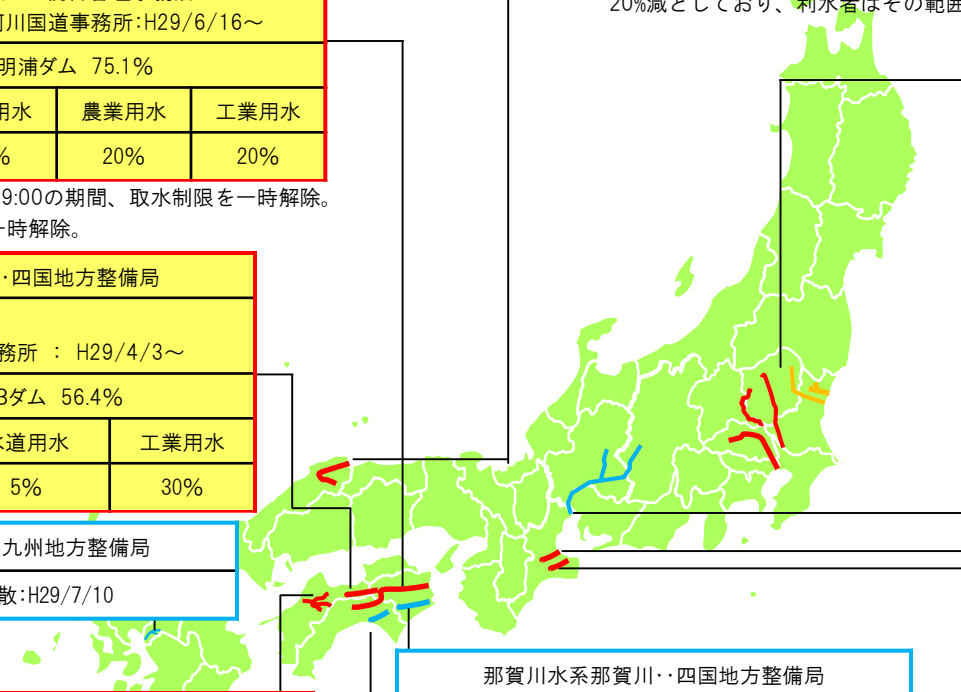 河川国道事務所：H29/6/16～
明浦ダム 75.1%
用水 農業用水 工業用水
% 20% 20%
9:00の期間、取水制限を一時解除。
一時解除。
‥四国地方整備局
務所 ： H29/4/3～
3ダム 56.4%
水道用水 工業用水
5% 30%
九州地方整備局
散：H29/7/10
20%減としており、利水者はその範囲
那賀川水系那賀川‥四国地方整備局